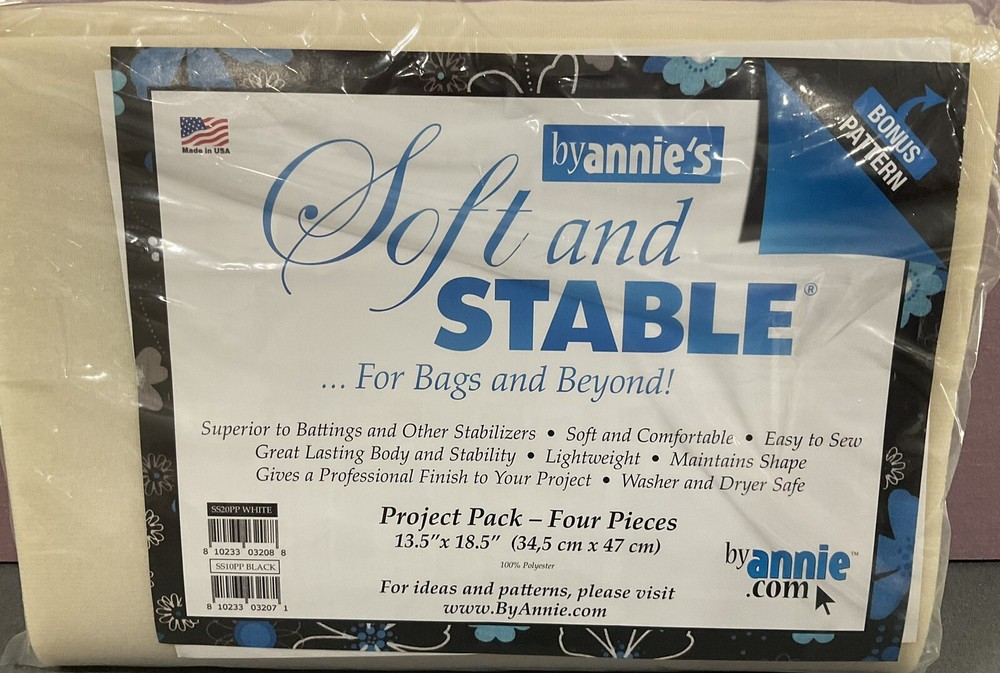 Made in USA
byannie's
BONUS
PATTERN
Soft and
STABLE®
... For Bags and Beyond!
Superior to Battings and Other Stabilizers • Soft and Comfortable • Easy to Sew
Great Lasting Body and Stability • Lightweight • Maintains Shape
Gives a Professional Finish to Your Project • Washer and Dryer Safe
SS20PP WHITE
8 10233 03208 8
SS10PP BLACK
8 10233 03207 1
Project Pack – Four Pieces
13.5” x 18.5” (34,5 cm x 47 cm)
100% Polyester
For ideas and patterns, please visit
www.ByAnnie.com
byannie™
.com